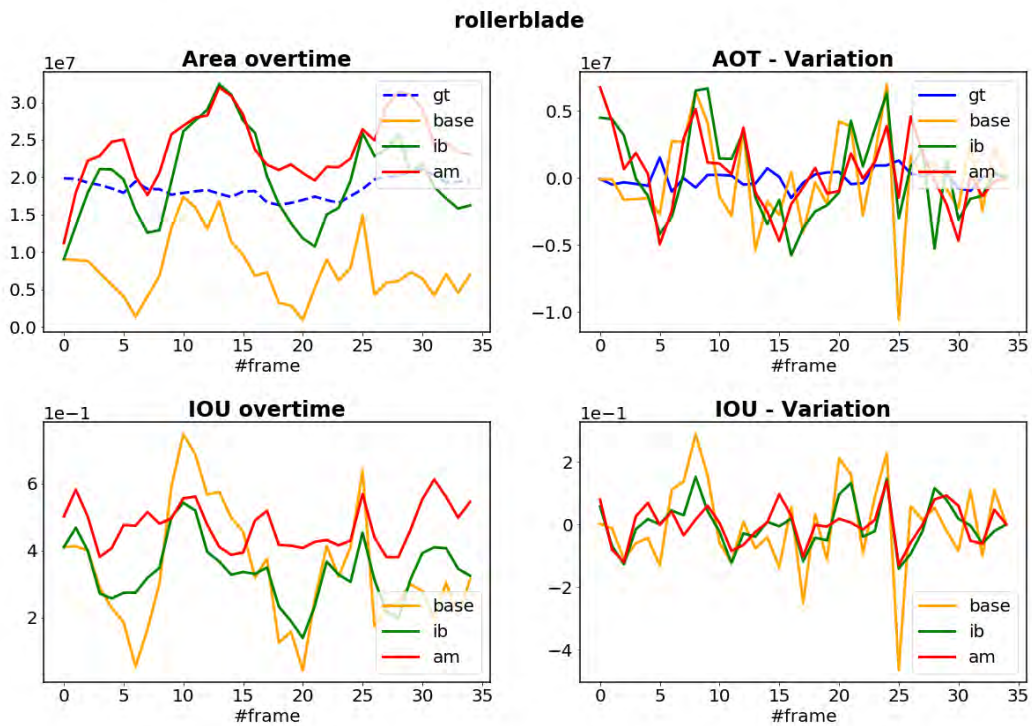 rollerblade
Area overtime
1e7
3.0
2.5
2.0
1.5
1.0
0.5
0.0
0 5 10 15 20 25 30 35
#frame
gt
base
ib
am
AOT - Variation
1e7
0.5
0.0
−0.5
−1.0
0 5 10 15 20 25 30 35
#frame
gt
base
ib
am
IOU overtime
1e−1
6
4
2
0 5 10 15 20 25 30 35
#frame
base
ib
am
IOU - Variation
1e−1
2
0
−2
−4
0 5 10 15 20 25 30 35
#frame
base
ib
am